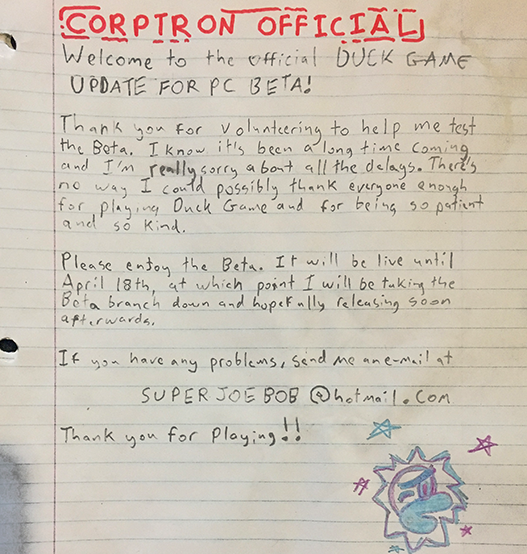 CORPTRON OFFICIAL
Welcome to the official DUCK GAME
UPDATE FOR PC BETA!
Thank you for volunteering to help me test
the Beta. I know it's been a long time coming
and I'm really sorry about all the delays. There's
no way I could possibly thank everyone enough
for playing Duck Game and for being so patient
and so kind.
Please enjoy the Beta. It will be live until
April 18th, at which point I will be taking the
Beta branch down and hopefully releasing soon
afterwards.
If you have any problems, send me an e-mail at
SUPERJOEBOB@hotmail.com
Thank you for playing!!